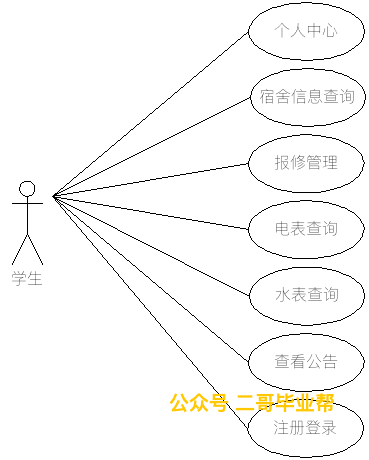 个人中心
宿舍信息查询
报修管理
电表查询
学生
水表查询
查看公告
公众号 二哥毕业帮
注册登录